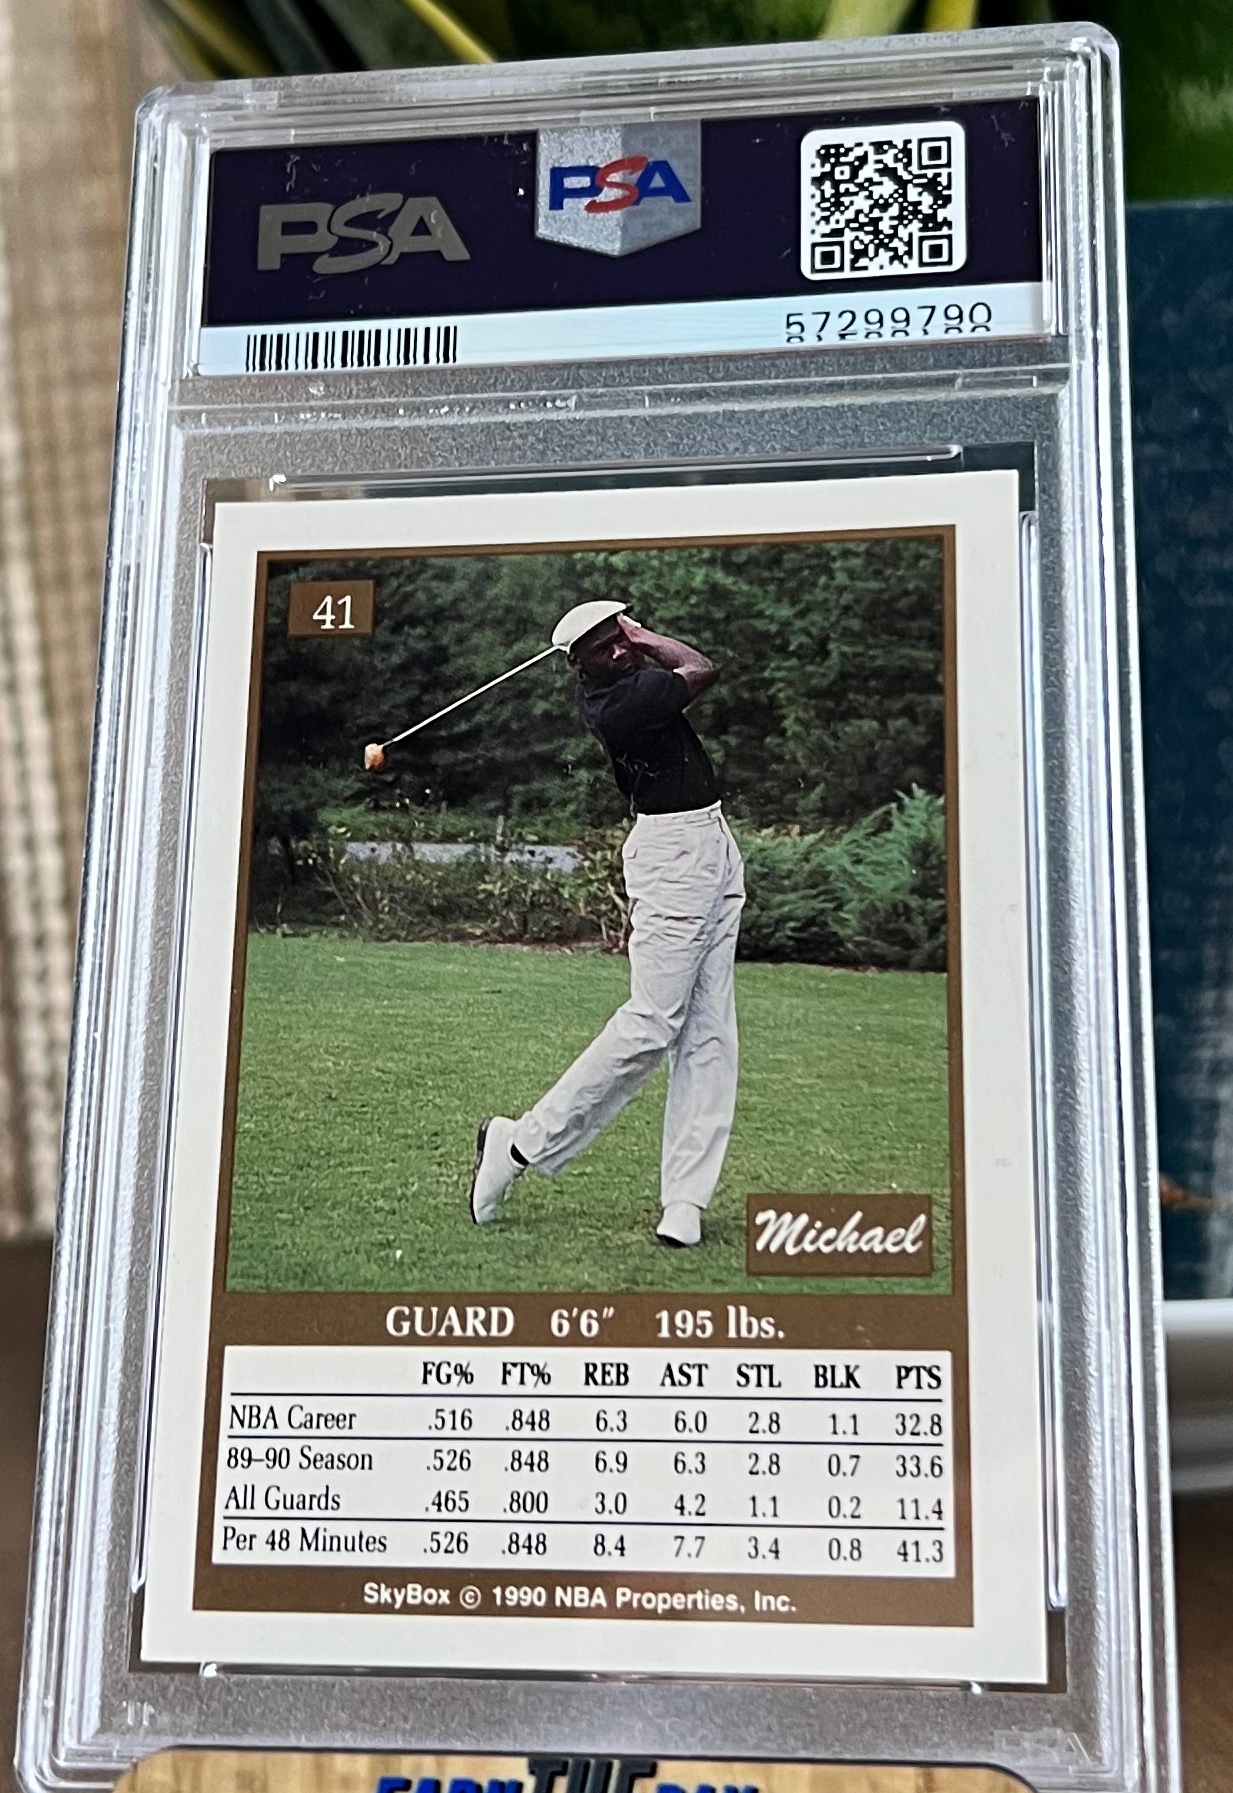 PSA PSA
57299790
41
Michael
GUARD 6'6" 195 lbs.
FG% FT% REB AST STL BLK PTS
NBA Career .516 .848 6.3 6.0 2.8 1.1 32.8
89–90 Season .526 .848 6.9 6.3 2.8 0.7 33.6
All Guards .465 .800 3.0 4.2 1.1 0.2 11.4
Per 48 Minutes .526 .848 8.4 7.7 3.4 0.8 41.3
SkyBox © 1990 NBA Properties, Inc.
PSA
EARN THE DAY